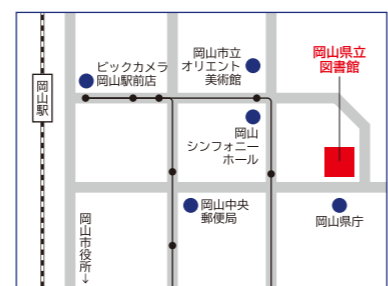 岡山駅
ビックカメラ
岡山駅前店
岡山市立
オリエント
美術館
岡山県立
図書館
岡山
シンフォニー
ホール
岡山中央
郵便局
岡山県庁
岡山市役所↓